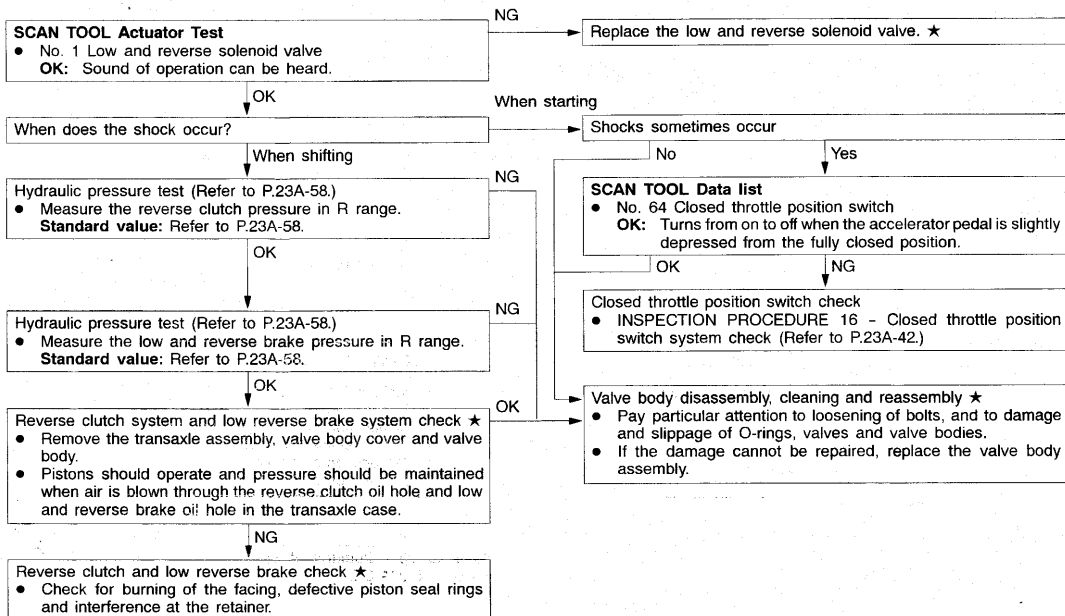 SCAN TOOL Actuator Test
● No. 1 Low and reverse solenoid valve
OK: Sound of operation can be heard.
NG
Replace the low and reverse solenoid valve. ★
OK
When does the shock occur?
When starting
Shocks sometimes occur
When shifting
No
Yes
Hydraulic pressure test (Refer to P.23A-58.)
● Measure the reverse clutch pressure in R range.
Standard value: Refer to P.23A-58.
NG
SCAN TOOL Data list
● No. 64 Closed throttle position switch
OK: Turns from on to off when the accelerator pedal is slightly
depressed from the fully closed position.
OK
OK
NG
Closed throttle position switch check
● INSPECTION PROCEDURE 16 – Closed throttle position
switch system check (Refer to P.23A-42.)
Hydraulic pressure test (Refer to P.23A-58.)
● Measure the low and reverse brake pressure in R range.
Standard value: Refer to P.23A-58.
NG
OK
Reverse clutch system and low reverse brake system check ★
● Remove the transaxle assembly, valve body cover and valve
body.
● Pistons should operate and pressure should be maintained
when air is blown through the reverse clutch oil hole and low
and reverse brake oil hole in the transaxle case.
OK
Valve body disassembly, cleaning and reassembly ★
● Pay particular attention to loosening of bolts, and to damage
and slippage of O-rings, valves and valve bodies.
● If the damage cannot be repaired, replace the valve body
assembly.
NG
Reverse clutch and low reverse brake check ★
● Check for burning of the facing, defective piston seal rings
and interference at the retainer.